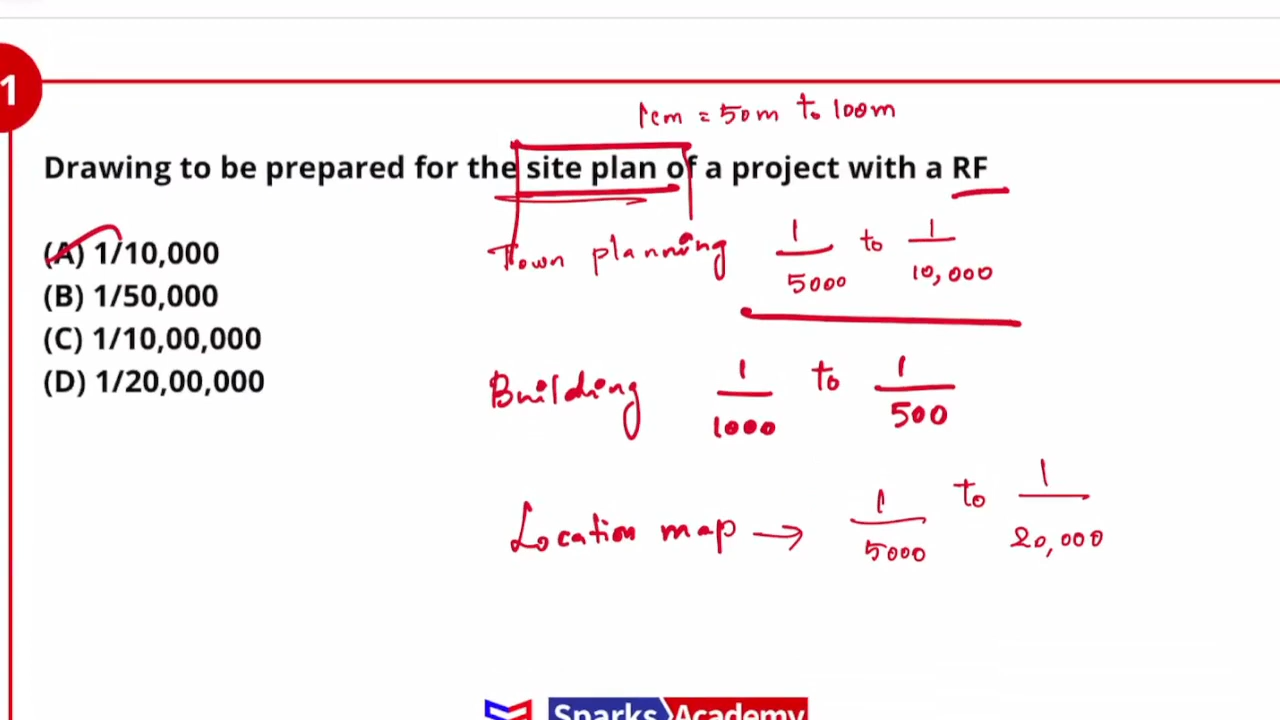 1
1cm = 50m to 100m
Drawing to be prepared for the site plan of a project with a RF
(A) 1/10,000
(B) 1/50,000
(C) 1/10,00,000
(D) 1/20,00,000
Town planning 1/5000 to 1/10,000
Building 1/1000 to 1/500
Location map → 1/5000 to 1/20,000
Sparks Academy